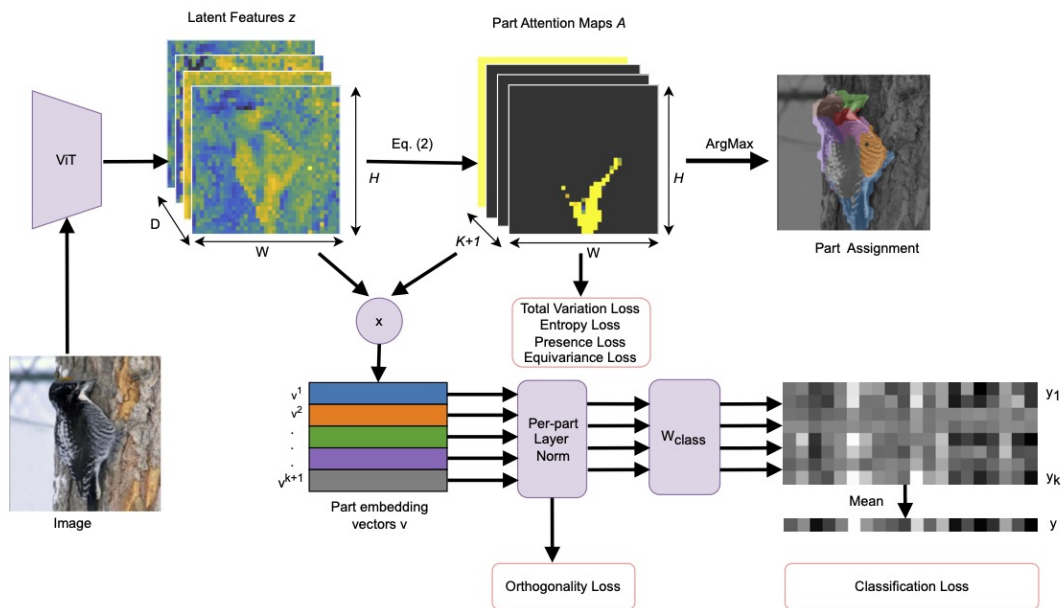 Latent Features z
Part Attention Maps A
ViT
Eq. (2)
ArgMax
H
H
D
W
K+1
W
Part Assignment
x
Total Variation Loss
Entropy Loss
Presence Loss
Equivariance Loss
Image
v1
v2
.
.
vk+1
Part embedding
vectors v
Per-part
Layer
Norm
Wclass
y1
yk
Mean
y
Orthogonality Loss
Classification Loss